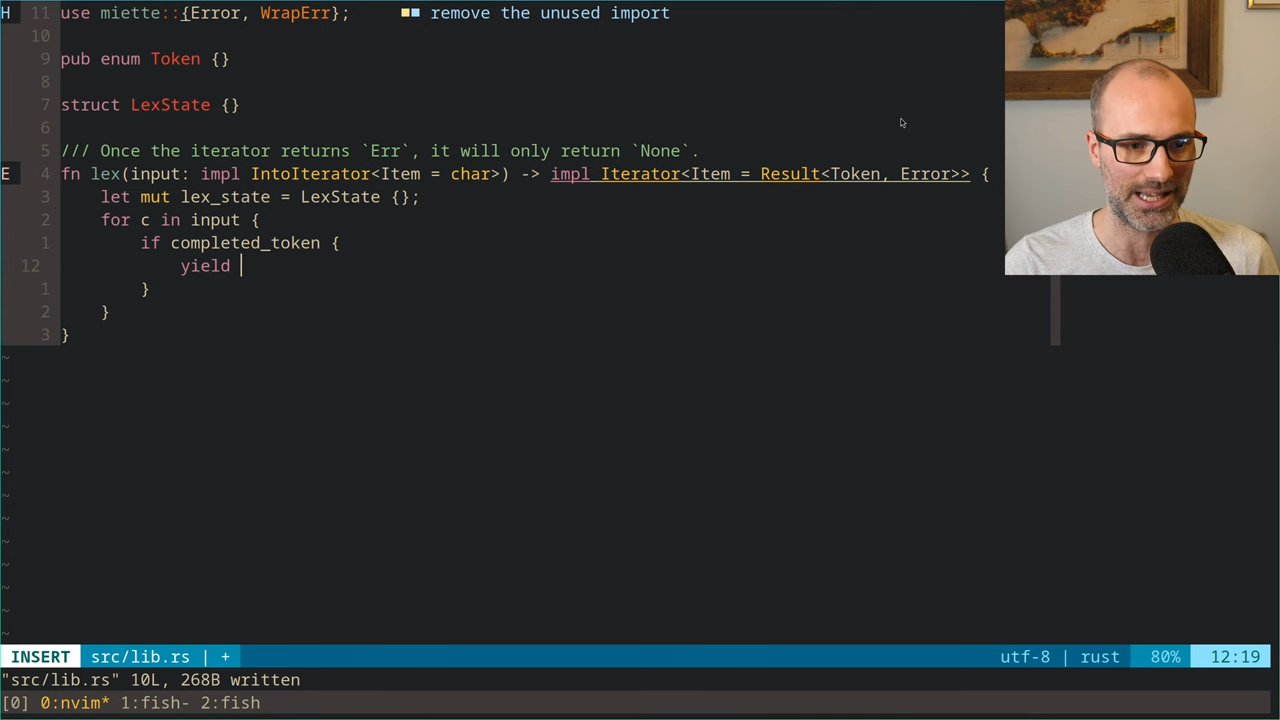 H 11 use miette::{Error, WrapErr}; remove the unused import
10
9 pub enum Token {}
8
7 struct LexState {}
6
5 /// Once the iterator returns `Err`, it will only return `None`.
E 4 fn lex(input: impl IntoIterator<Item = char>) -> impl Iterator<Item = Result<Token, Error>> {
3 let mut lex_state = LexState {};
2 for c in input {
1 if completed_token {
12 yield
1 }
2 }
3 }
~
~
~
~
~
~
~
~
~
~
~
~
~
INSERT src/lib.rs | + utf-8 | rust 80% 12:19
"src/lib.rs" 10L, 268B written
[0] 0:nvim* 1:fish- 2:fish